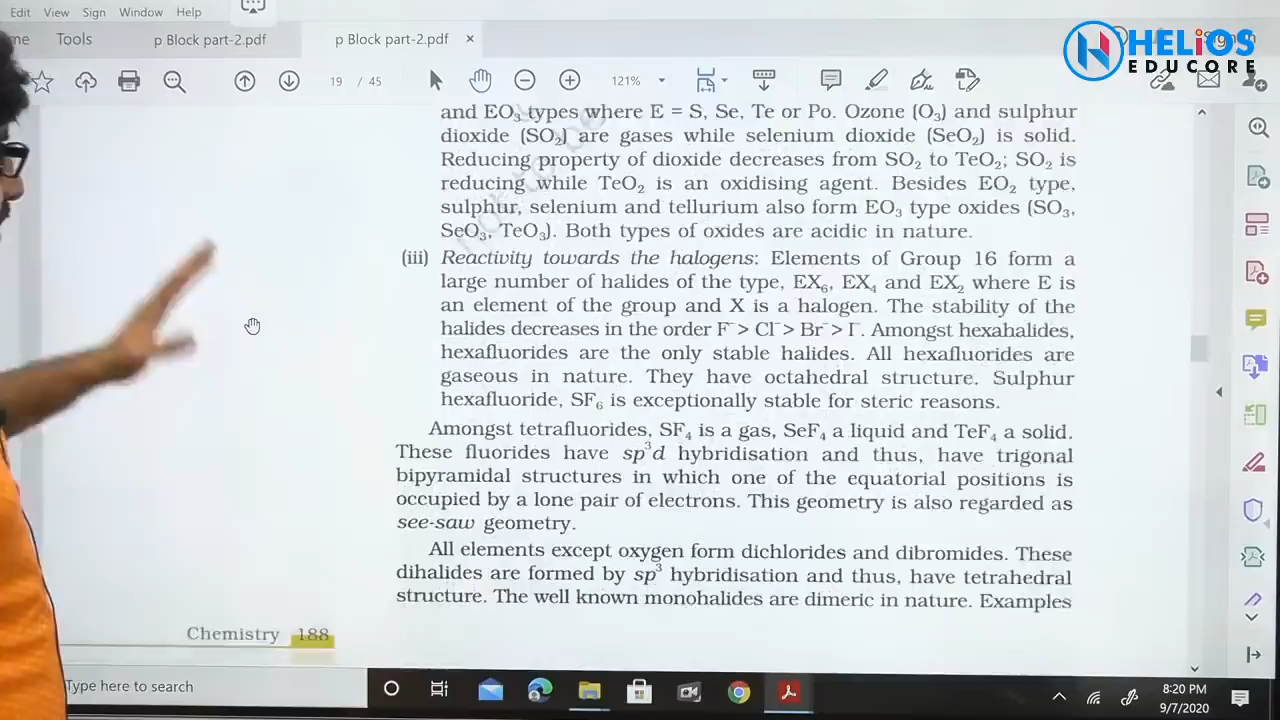 Edit View Sign Window Help
me Tools p Block part-2.pdf p Block part-2.pdf ×
HELiOS
EDUCORE
19 / 45 121%
and EO₃ types where E = S, Se, Te or Po. Ozone (O₃) and sulphur
dioxide (SO₂) are gases while selenium dioxide (SeO₂) is solid.
Reducing property of dioxide decreases from SO₂ to TeO₂; SO₂ is
reducing while TeO₂ is an oxidising agent. Besides EO₂ type,
sulphur, selenium and tellurium also form EO₃ type oxides (SO₃,
SeO₃, TeO₃). Both types of oxides are acidic in nature.
(iii) Reactivity towards the halogens: Elements of Group 16 form a
large number of halides of the type, EX₆, EX₄ and EX₂ where E is
an element of the group and X is a halogen. The stability of the
halides decreases in the order F⁻ > Cl⁻ > Br⁻ > I⁻. Amongst hexahalides,
hexafluorides are the only stable halides. All hexafluorides are
gaseous in nature. They have octahedral structure. Sulphur
hexafluoride, SF₆ is exceptionally stable for steric reasons.
Amongst tetrafluorides, SF₄ is a gas, SeF₄ a liquid and TeF₄ a solid.
These fluorides have sp³d hybridisation and thus, have trigonal
bipyramidal structures in which one of the equatorial positions is
occupied by a lone pair of electrons. This geometry is also regarded as
see-saw geometry.
All elements except oxygen form dichlorides and dibromides. These
dihalides are formed by sp³ hybridisation and thus, have tetrahedral
structure. The well known monohalides are dimeric in nature. Examples
Chemistry 188
Type here to search
8:20 PM
9/7/2020